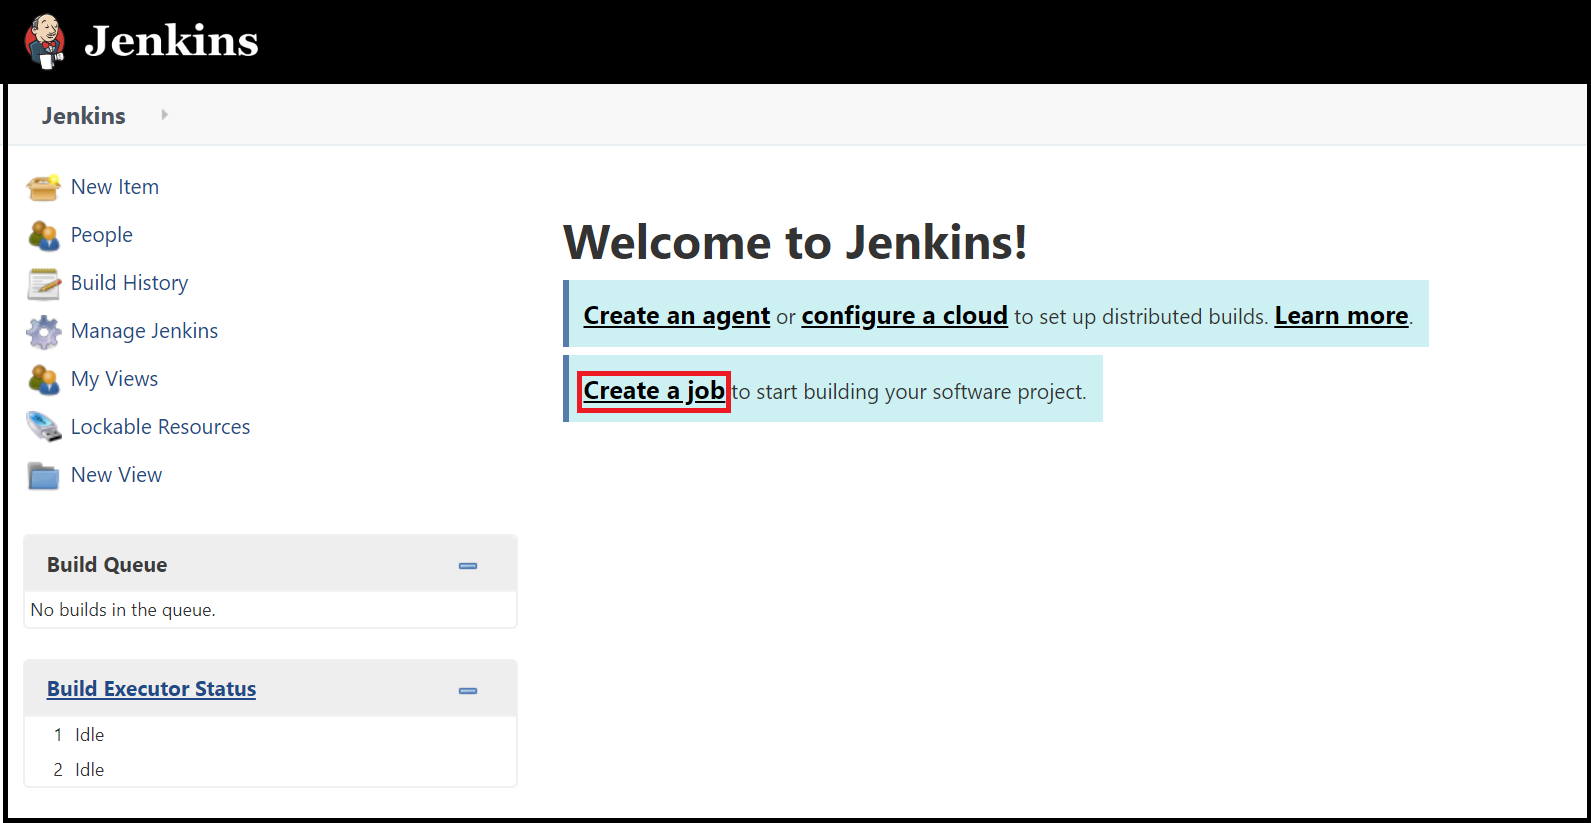 Jenkins
Jenkins
New Item
People
Build History
Manage Jenkins
My Views
Lockable Resources
New View
Build Queue
No builds in the queue.
Build Executor Status
1 Idle
2 Idle
Welcome to Jenkins!
Create an agent or configure a cloud to set up distributed builds. Learn more.
Create a job to start building your software project.